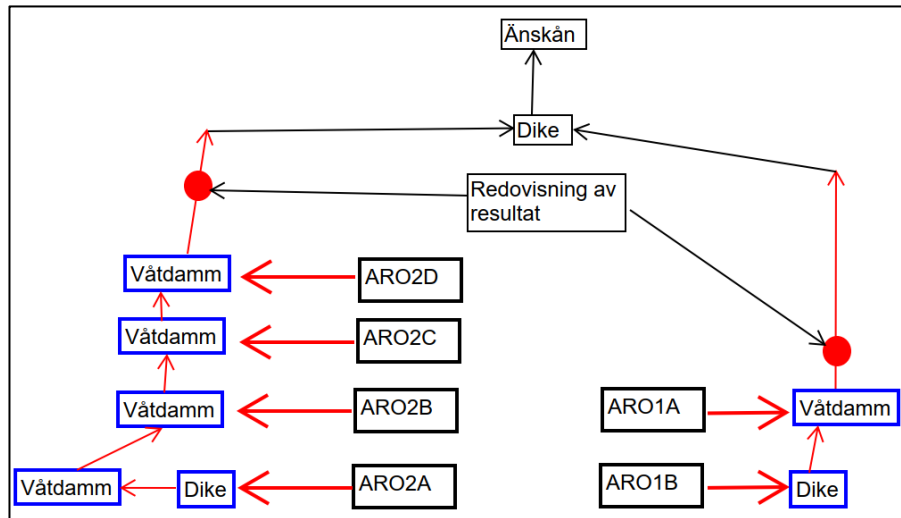 Änskån
Dike
Redovisning av
resultat
Våtdamm
ARO2D
Våtdamm
ARO2C
Våtdamm
ARO2B
ARO1A
Våtdamm
Våtdamm
Dike
ARO2A
ARO1B
Dike